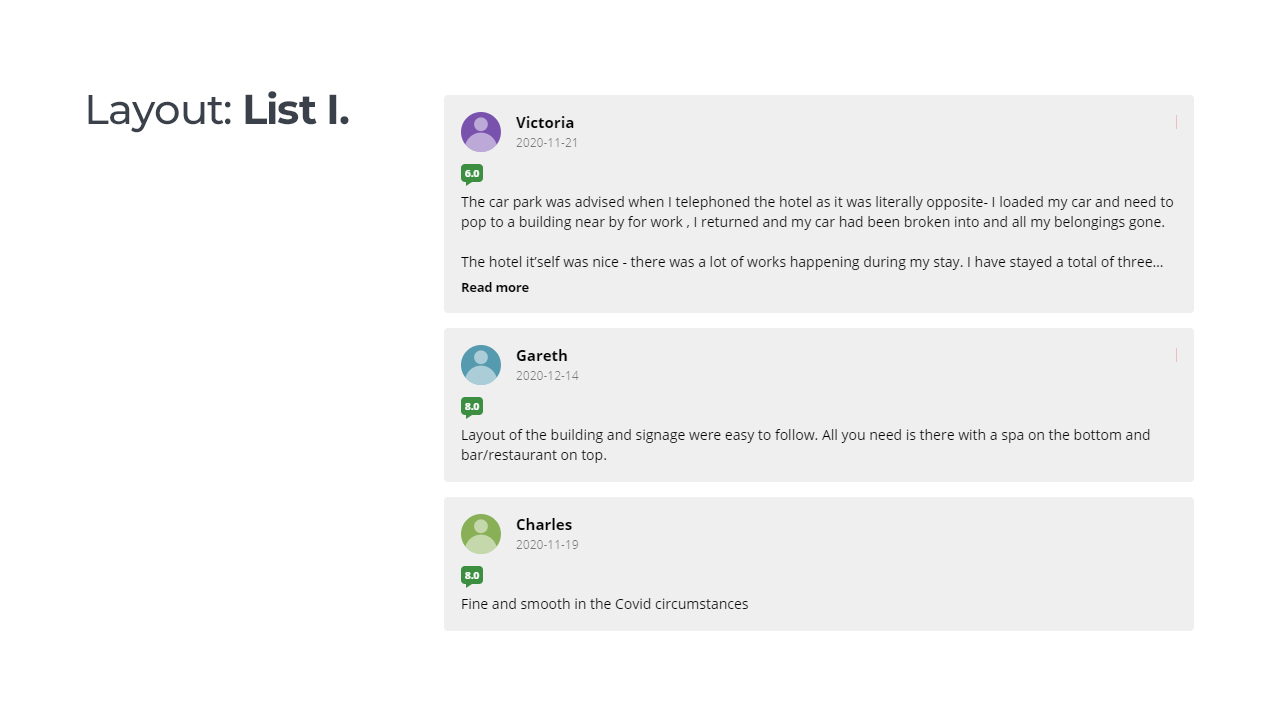 Layout: List I.
Victoria
2020-11-21
6.0
The car park was advised when I telephoned the hotel as it was literally opposite- I loaded my car and need to
pop to a building near by for work , I returned and my car had been broken into and all my belongings gone.
The hotel it’self was nice - there was a lot of works happening during my stay. I have stayed a total of three...
Read more
Gareth
2020-12-14
8.0
Layout of the building and signage were easy to follow. All you need is there with a spa on the bottom and
bar/restaurant on top.
Charles
2020-11-19
8.0
Fine and smooth in the Covid circumstances